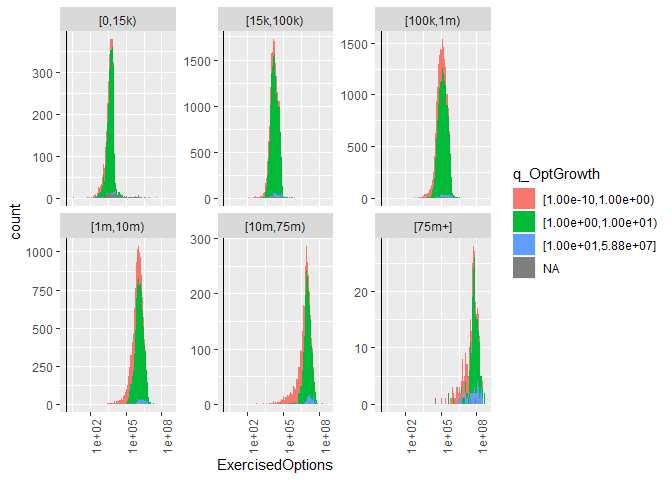 [0,15k)
[15k,100k)
[100k,1m)
300
200
100
0
1500
1000
500
0
1500
1000
500
0
count
[1m,10m)
[10m,75m)
[75m+]
1000
750
500
250
0
300
200
100
0
20
10
0
1e+02
1e+05
1e+08
1e+02
1e+05
1e+08
1e+02
1e+05
1e+08
ExercisedOptions
q_OptGrowth
[1.00e-10,1.00e+00)
[1.00e+00,1.00e+01)
[1.00e+01,5.88e+07]
NA